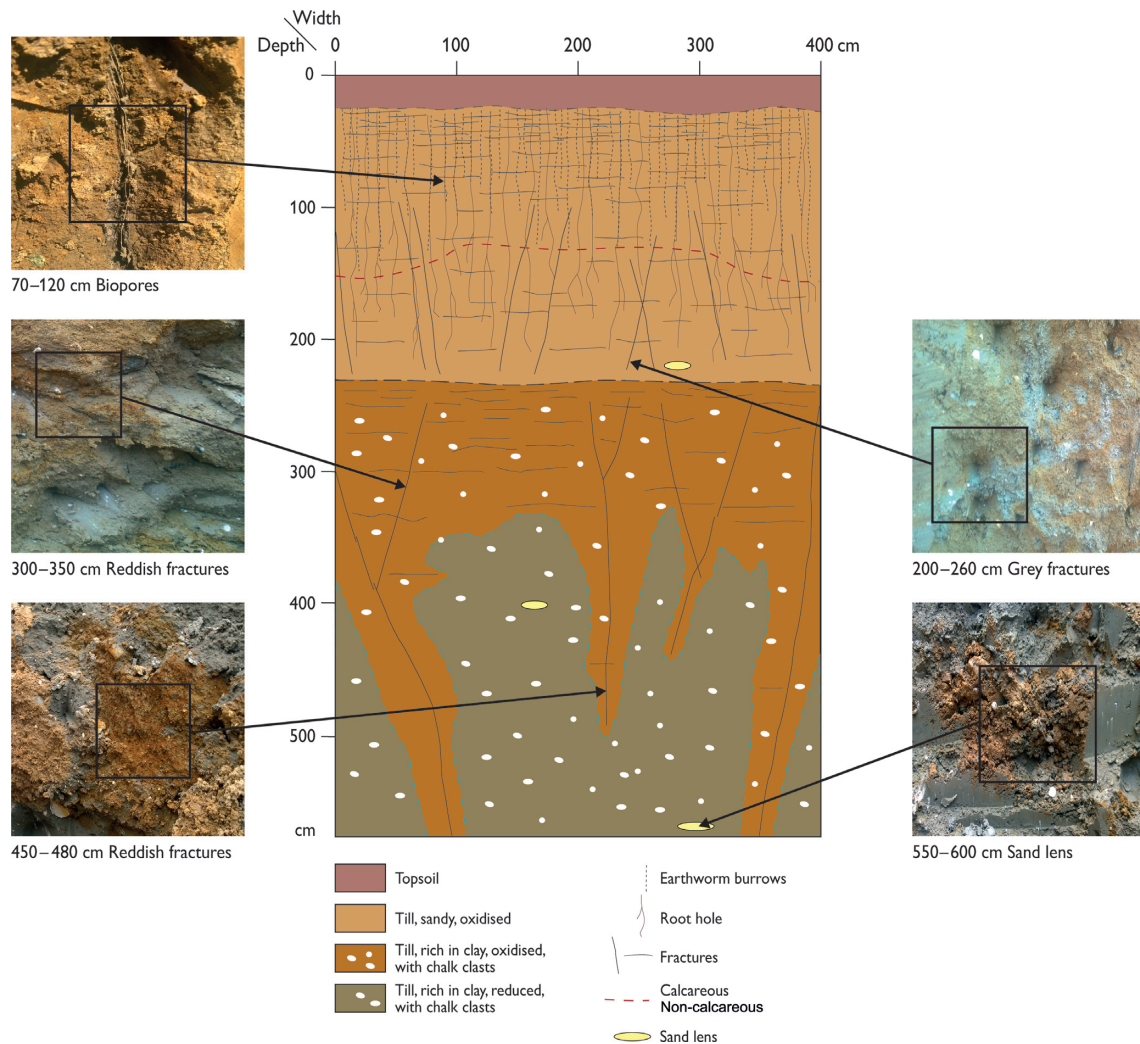 Width
Depth
0 100 200 300 400 cm
0
100
200
300
400
500
cm
70–120 cm Biopores
300–350 cm Reddish fractures
450–480 cm Reddish fractures
200–260 cm Grey fractures
550–600 cm Sand lens
Topsoil
Till, sandy, oxidised
Till, rich in clay, oxidised,
with chalk clasts
Till, rich in clay, reduced,
with chalk clasts
Earthworm burrows
Root hole
Fractures
Calcareous
Non-calcareous
Sand lens